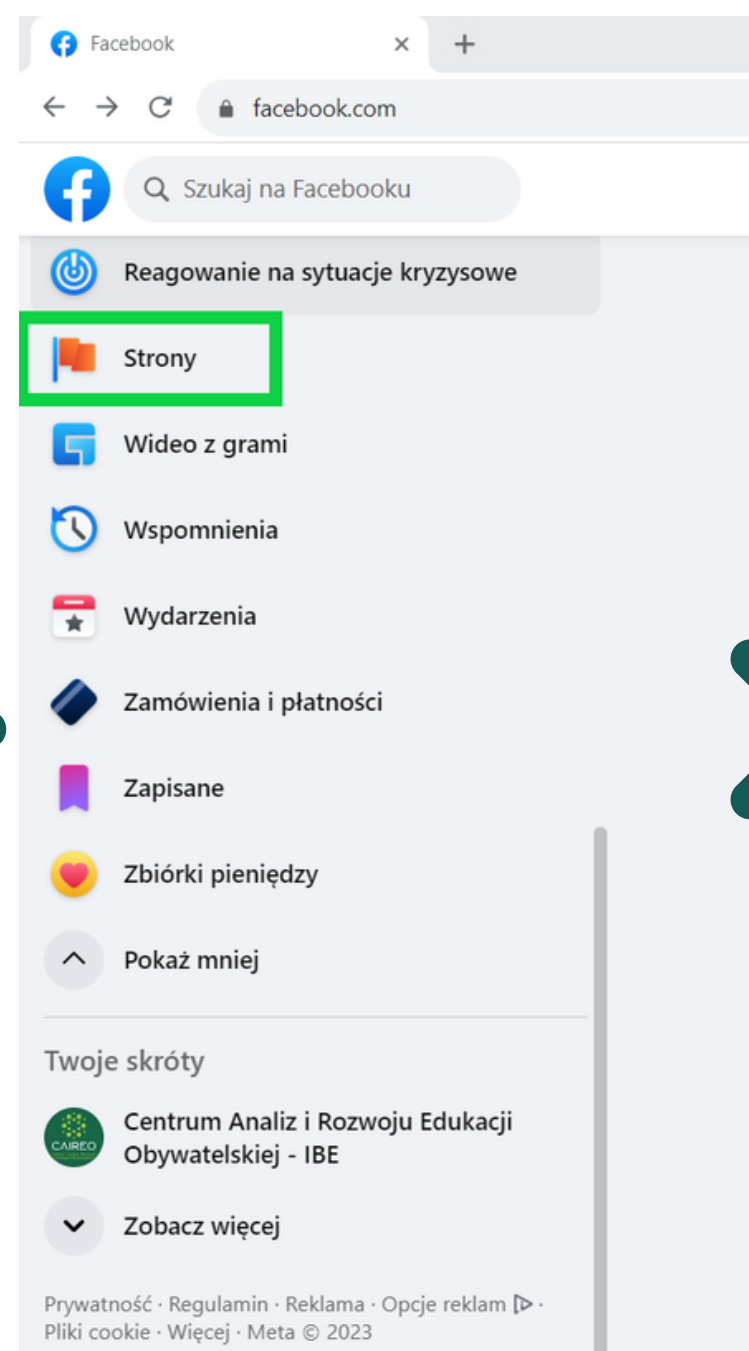 Facebook
facebook.com
Szukaj na Facebooku
Reagowanie na sytuacje kryzysowe
Strony
Wideo z grami
Wspomnienia
Wydarzenia
Zamówienia i płatności
Zapisane
Zbiórki pieniędzy
Pokaż mniej
Twoje skróty
CAIREO
Centrum Analiz i Rozwoju Edukacji
Obywatelskiej - IBE
Zobacz więcej
Prywatność · Regulamin · Reklama · Opcje reklam ·
Pliki cookie · Więcej · Meta © 2023